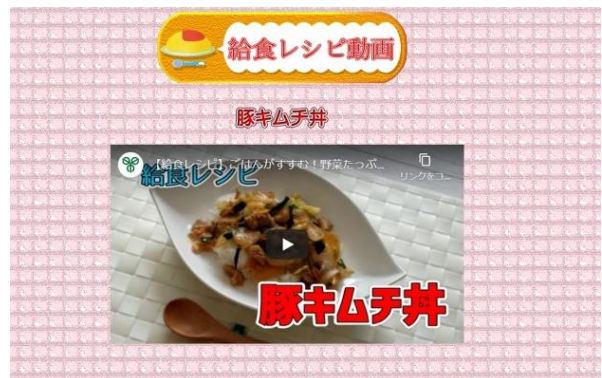 給食レシピ動画
豚キムチ丼
【給食レシピ】ごはんがすすむ！野菜たっぷ...
リンクをコ...
給食レシピ
豚キムチ丼